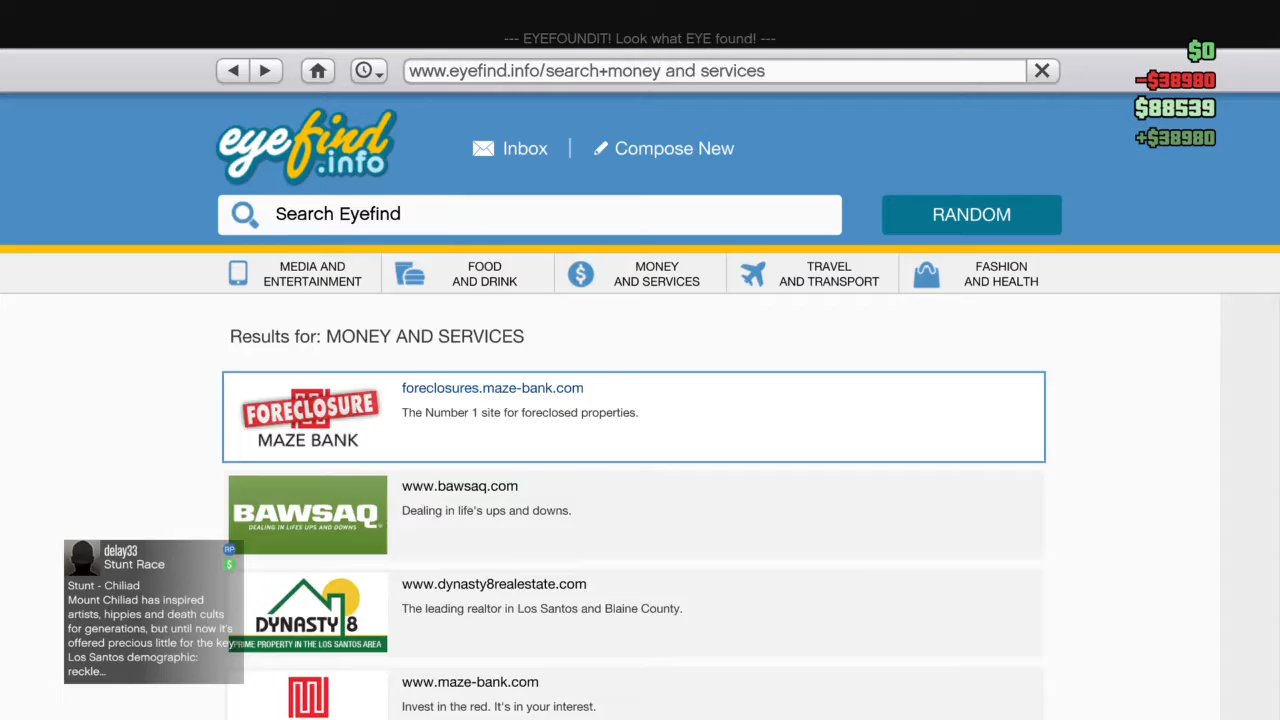 --- EYEFOUNDIT! Look what EYE found! ---
www.eyefind.info/search+money and services
$0
-$38980
$88539
+$38980
eyefind
.info
Inbox
Compose New
Search Eyefind
RANDOM
MEDIA AND
ENTERTAINMENT
FOOD
AND DRINK
MONEY
AND SERVICES
TRAVEL
AND TRANSPORT
FASHION
AND HEALTH
Results for: MONEY AND SERVICES
FORECLOSURE
MAZE BANK
foreclosures.maze-bank.com
The Number 1 site for foreclosed properties.
BAWSAQ
DEALING IN LIFES UPS AND DOWNS
www.bawsaq.com
Dealing in life's ups and downs.
DYNASTY 8
PRIME PROPERTY IN THE LOS SANTOS AREA
www.dynasty8realestate.com
The leading realtor in Los Santos and Blaine County.
www.maze-bank.com
Invest in the red. It's in your interest.
delay33
RP
Stunt Race
$
Stunt - Chiliad
Mount Chiliad has inspired
artists, hippies and death cults
for generations, but until now it's
offered precious little for the key
Los Santos demographic:
reckle...